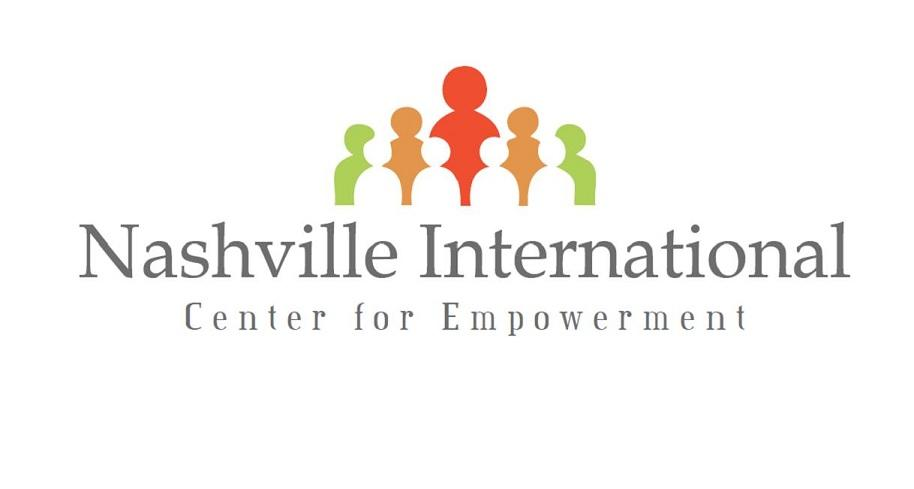 Nashville International
Center for Empowerment